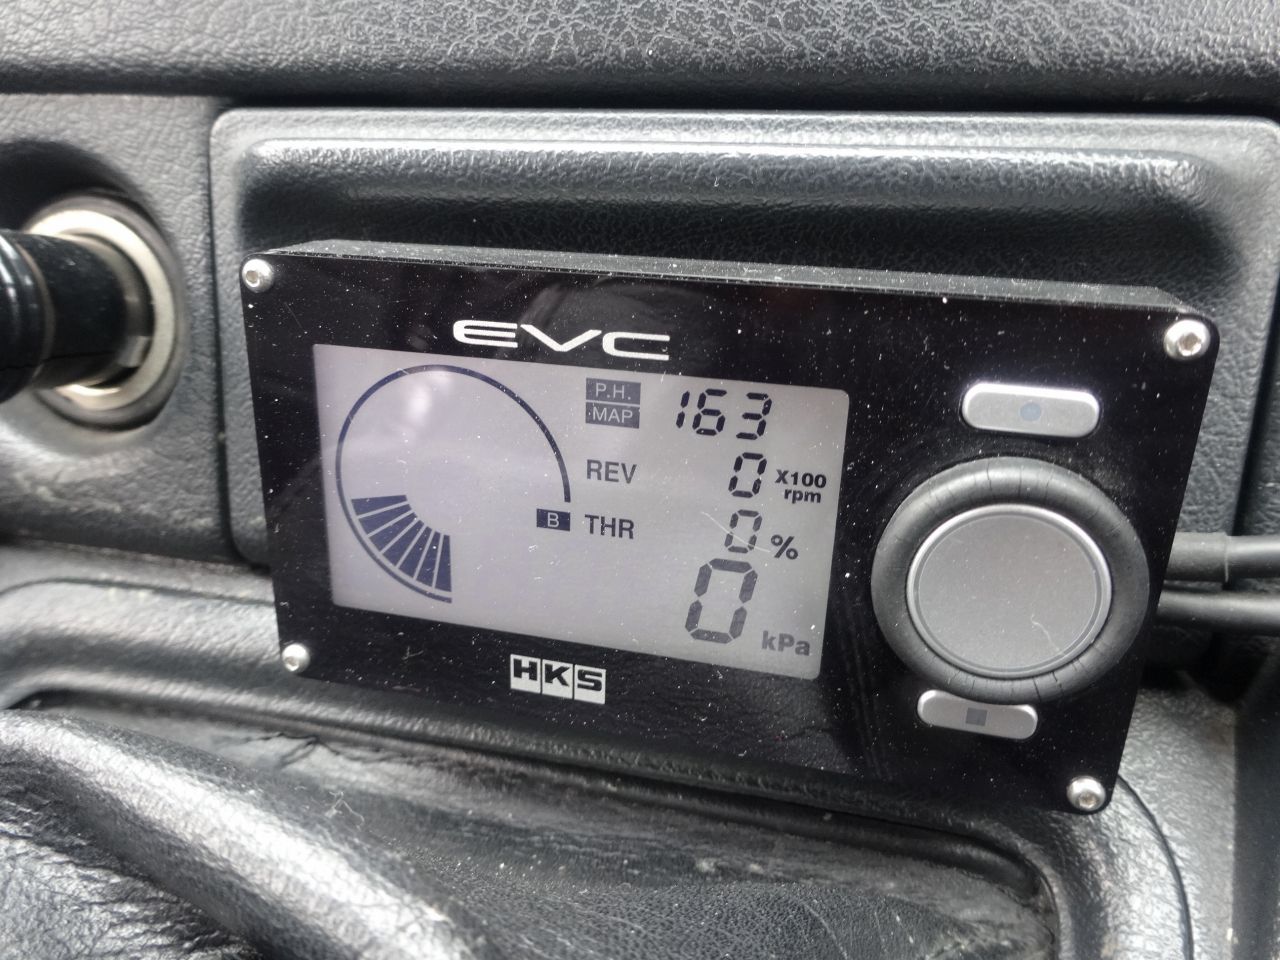 EVC
P.H.
MAP 163
REV 0 X100 rpm
B THR 0 %
0 kPa
HKS